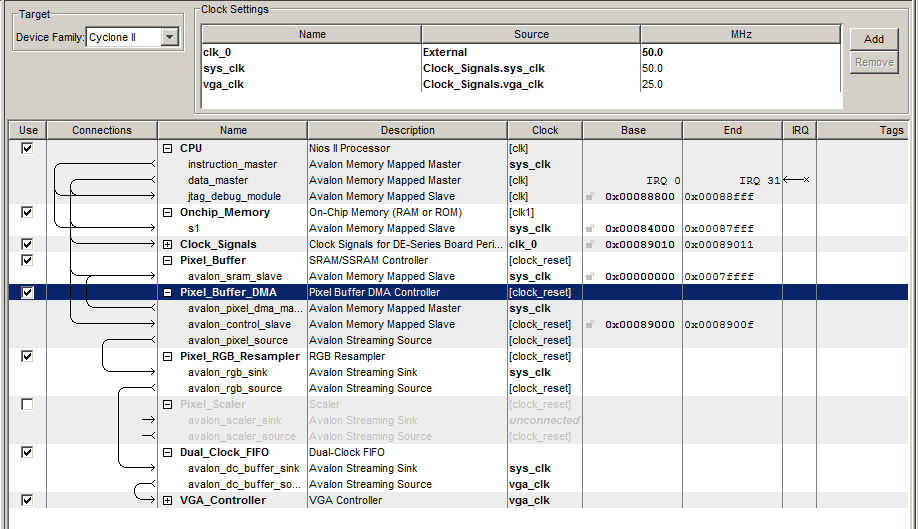 Target
Device Family: Cyclone II
Clock Settings
Name Source MHz
clk_0 External 50.0
sys_clk Clock_Signals.sys_clk 50.0
vga_clk Clock_Signals.vga_clk 25.0
Add
Remove
Use Connections Name Description Clock Base End IRQ Tags
CPU Nios II Processor [clk]
instruction_master Avalon Memory Mapped Master sys_clk
data_master Avalon Memory Mapped Master [clk] IRQ 0 IRQ 31
jtag_debug_module Avalon Memory Mapped Slave [clk] 0x00088800 0x00088fff
Onchip_Memory On-Chip Memory (RAM or ROM) [clk1]
s1 Avalon Memory Mapped Slave sys_clk 0x00084000 0x00087fff
Clock_Signals Clock Signals for DE-Series Board Peri... clk_0 0x00089010 0x00089011
Pixel_Buffer SRAM/SSRAM Controller [clock_reset]
avalon_sram_slave Avalon Memory Mapped Slave sys_clk 0x00000000 0x0007ffff
Pixel_Buffer_DMA Pixel Buffer DMA Controller [clock_reset]
avalon_pixel_dma_ma... Avalon Memory Mapped Master sys_clk
avalon_control_slave Avalon Memory Mapped Slave [clock_reset] 0x00089000 0x0008900f
avalon_pixel_source Avalon Streaming Source [clock_reset]
Pixel_RGB_Resampler RGB Resampler [clock_reset]
avalon_rgb_sink Avalon Streaming Sink sys_clk
avalon_rgb_source Avalon Streaming Source [clock_reset]
Pixel_Scaler Scaler [clock_reset]
avalon_scaler_sink Avalon Streaming Sink unconnected
avalon_scaler_source Avalon Streaming Source [clock_reset]
Dual_Clock_FIFO Dual-Clock FIFO
avalon_dc_buffer_sink Avalon Streaming Sink sys_clk
avalon_dc_buffer_so... Avalon Streaming Source vga_clk
VGA_Controller VGA Controller vga_clk